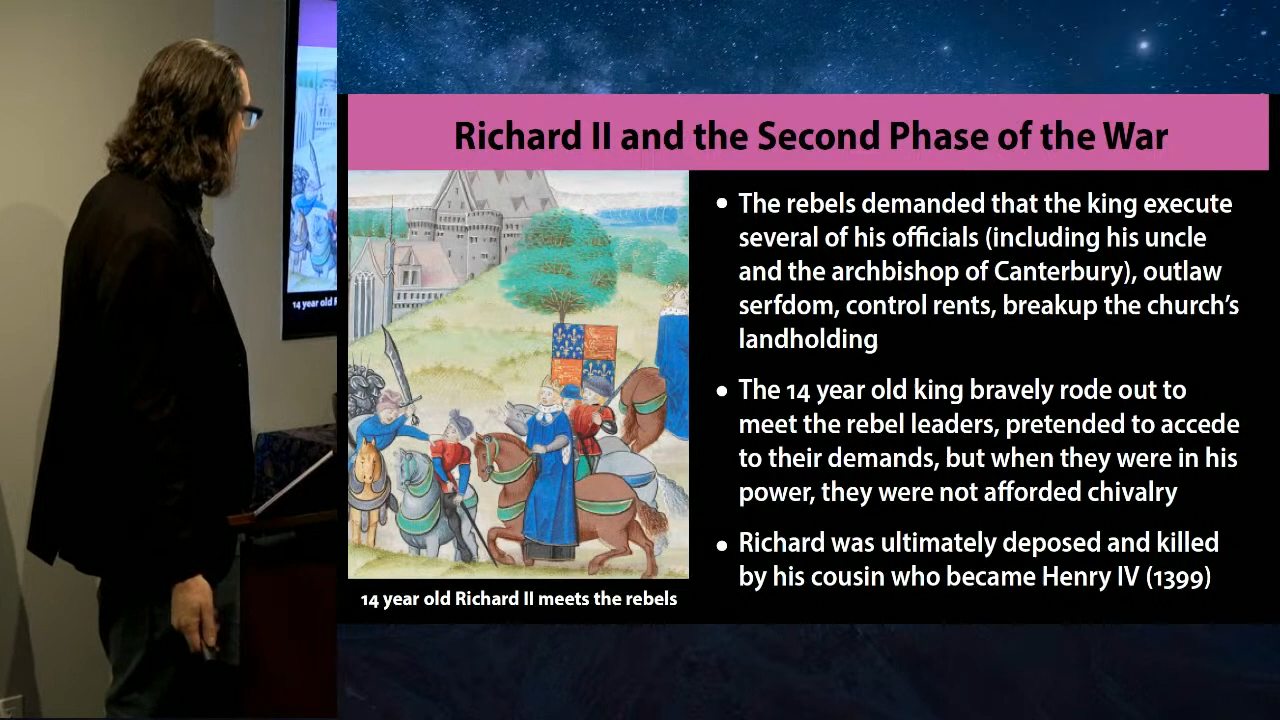 Richard II and the Second Phase of the War
• The rebels demanded that the king execute
several of his officials (including his uncle
and the archbishop of Canterbury), outlaw
serfdom, control rents, breakup the church's
landholding
• The 14 year old king bravely rode out to
meet the rebel leaders, pretended to accede
to their demands, but when they were in his
power, they were not afforded chivalry
• Richard was ultimately deposed and killed
by his cousin who became Henry IV (1399)
14 year old Richard II meets the rebels
14 year old